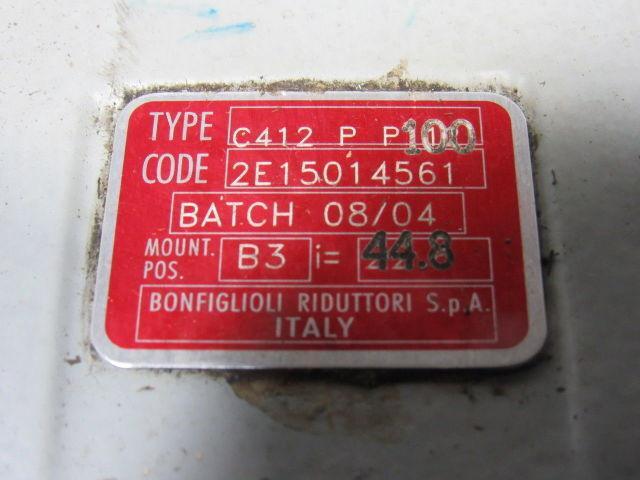 TYPE C412 P P100
CODE 2E15014561
BATCH 08/04
MOUNT. POS. B3 i= 44.8
BONFIGLIOLI RIDUTTORI S.p.A.
ITALY